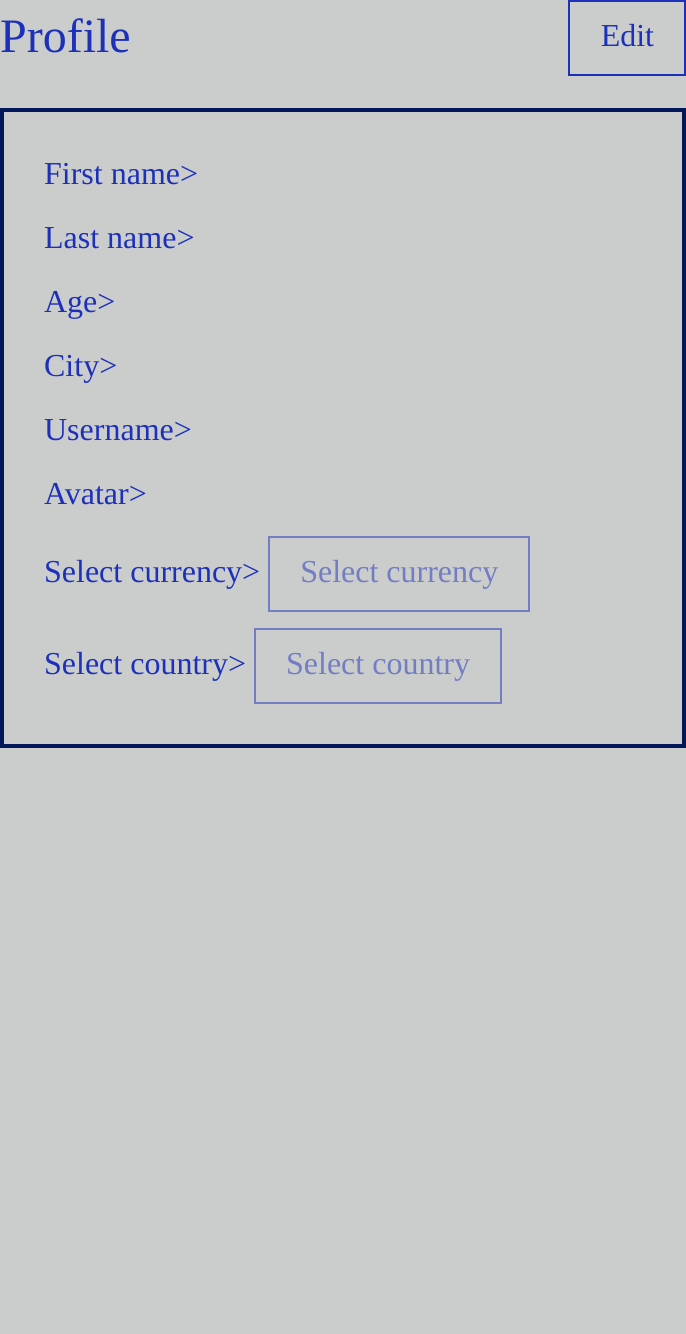 Profile
Edit
First name>
Last name>
Age>
City>
Username>
Avatar>
Select currency> Select currency
Select country> Select country